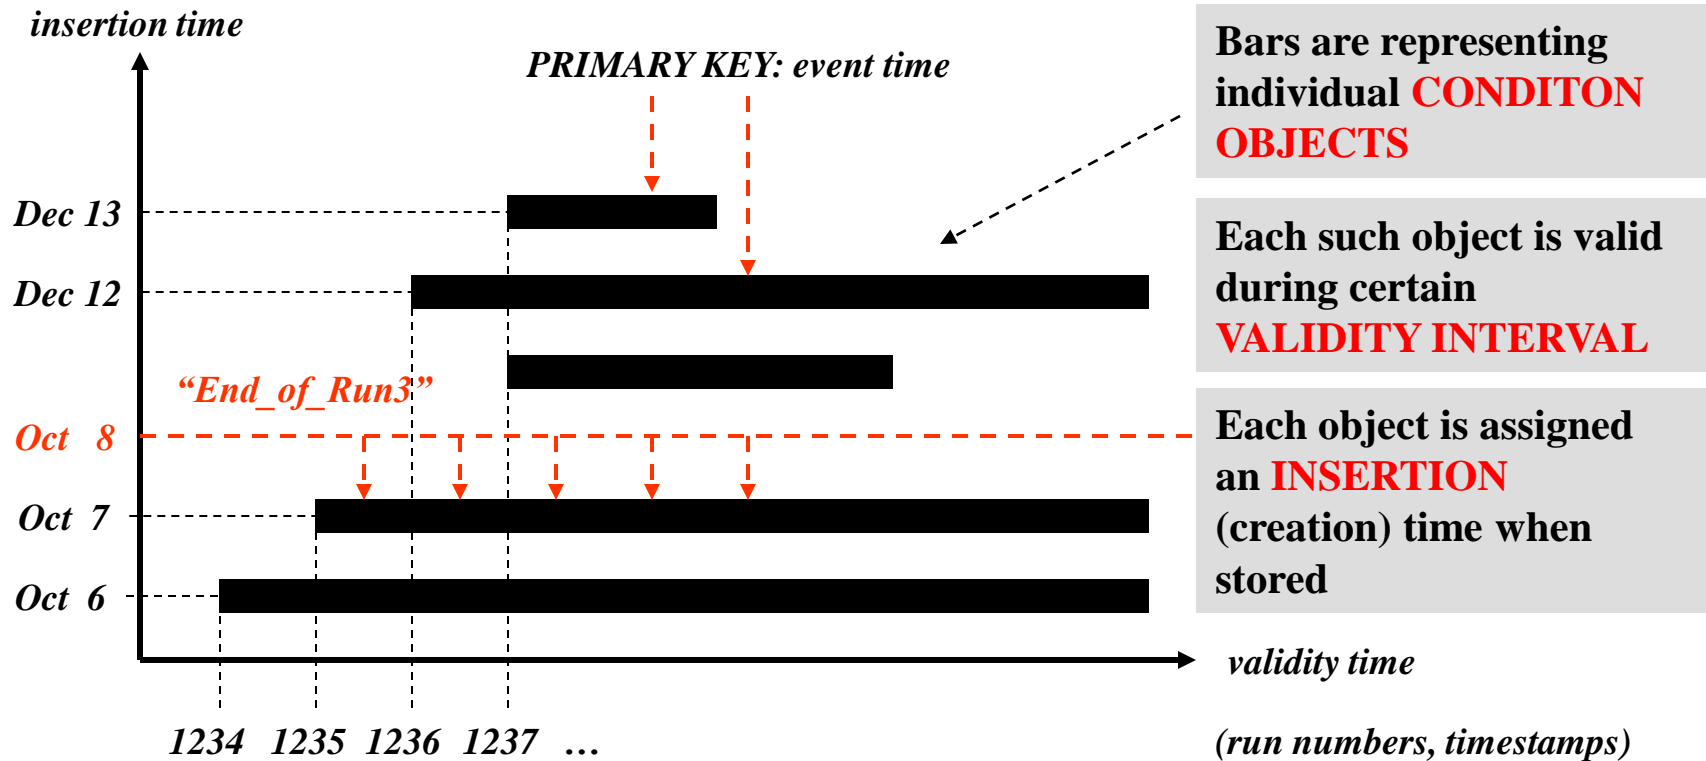 insertion time
PRIMARY KEY: event time
Dec 13
Dec 12
“End_of_Run3”
Oct 8
Oct 7
Oct 6
1234 1235 1236 1237 ...
validity time
(run numbers, timestamps)
Bars are representing
individual CONDITON
OBJECTS
Each such object is valid
during certain
VALIDITY INTERVAL
Each object is assigned
an INSERTION
(creation) time when
stored